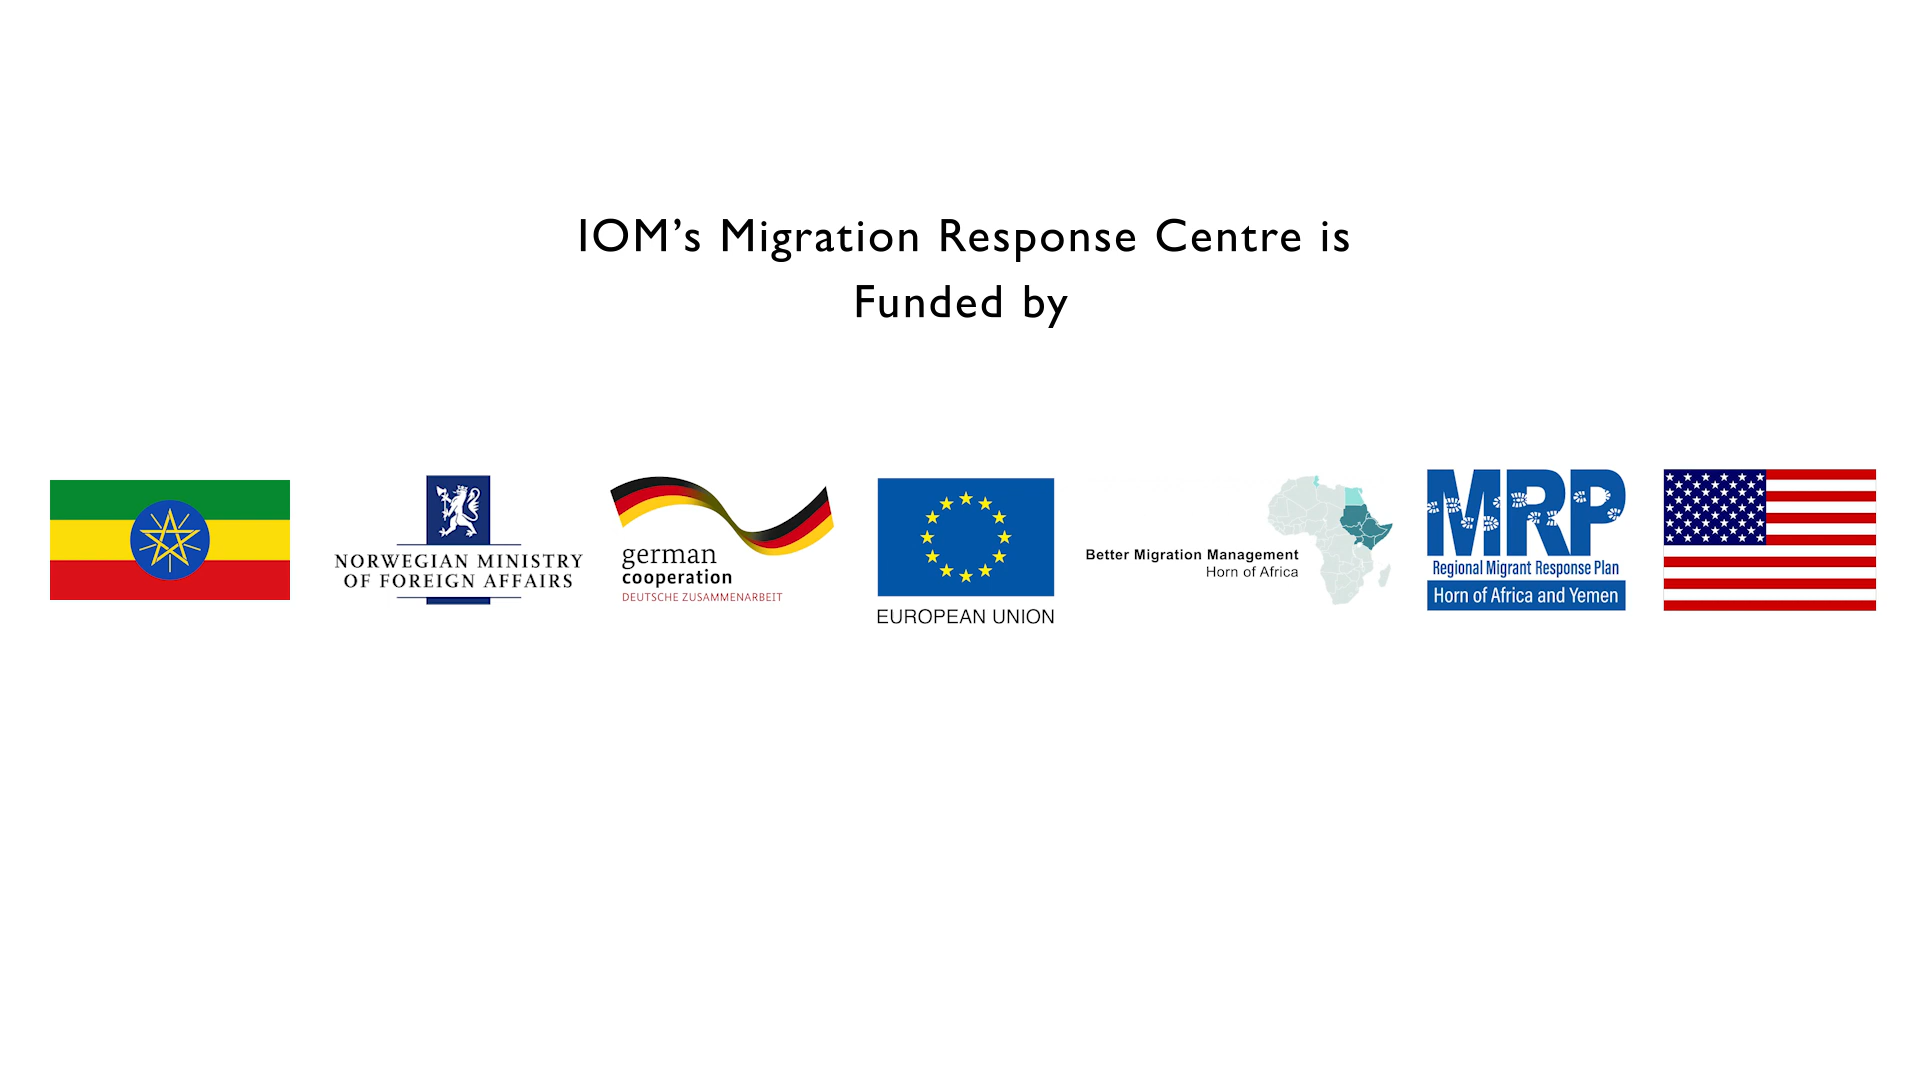 IOM’s Migration Response Centre is
Funded by
NORWEGIAN MINISTRY
OF FOREIGN AFFAIRS
german
cooperation
DEUTSCHE ZUSAMMENARBEIT
EUROPEAN UNION
Better Migration Management
Horn of Africa
MRP
Regional Migrant Response Plan
Horn of Africa and Yemen